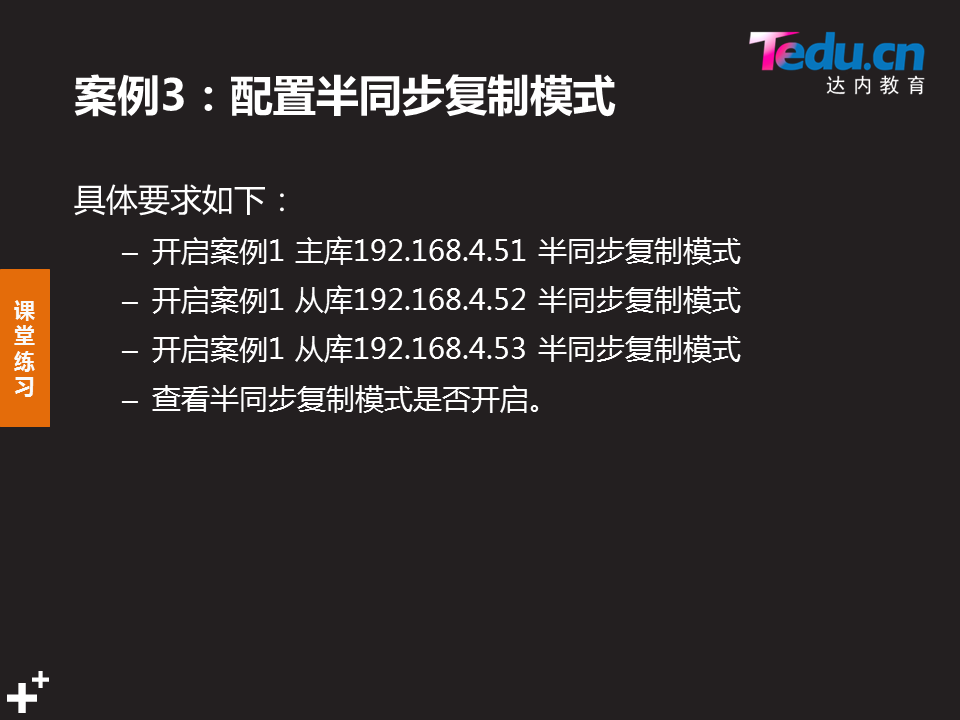 Tedu.cn
达内教育
案例3：配置半同步复制模式
具体要求如下：
– 开启案例1 主库192.168.4.51 半同步复制模式
– 开启案例1 从库192.168.4.52 半同步复制模式
– 开启案例1 从库192.168.4.53 半同步复制模式
– 查看半同步复制模式是否开启。
课堂练习